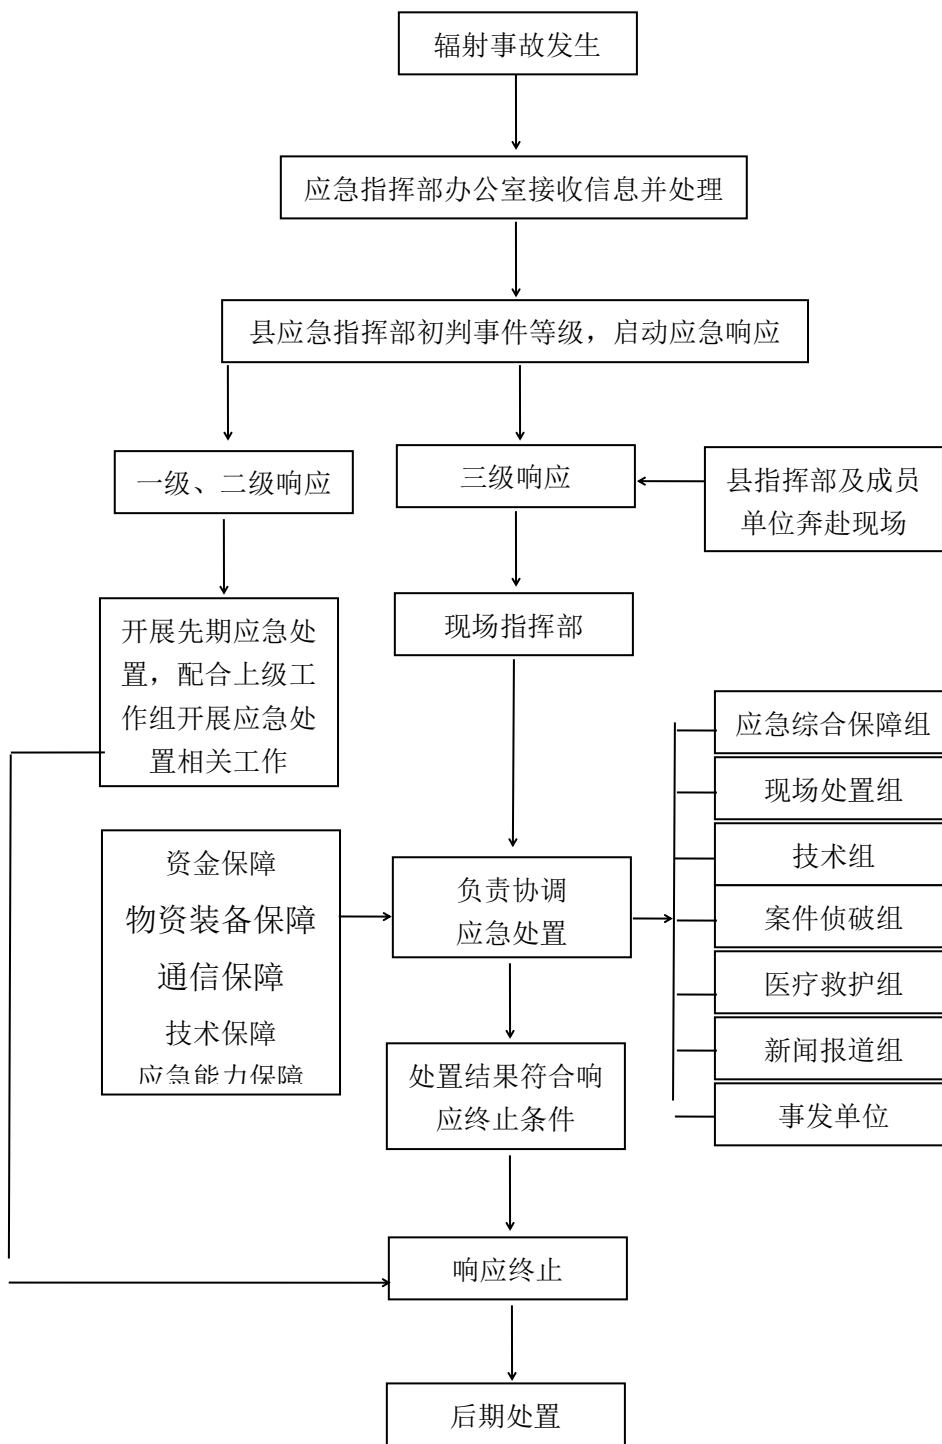 辐射事故发生
应急指挥部办公室接收信息并处理
县应急指挥部初判事件等级，启动应急响应
一级、二级响应
三级响应
县指挥部及成员
单位奔赴现场
开展先期应急处
置，配合上级工
作组开展应急处
置相关工作
现场指挥部
资金保障
物资装备保障
通信保障
技术保障
应急能力保障
负责协调
应急处置
应急综合保障组
现场处置组
技术组
案件侦破组
医疗救护组
新闻报道组
事发单位
处置结果符合响
应终止条件
响应终止
后期处置